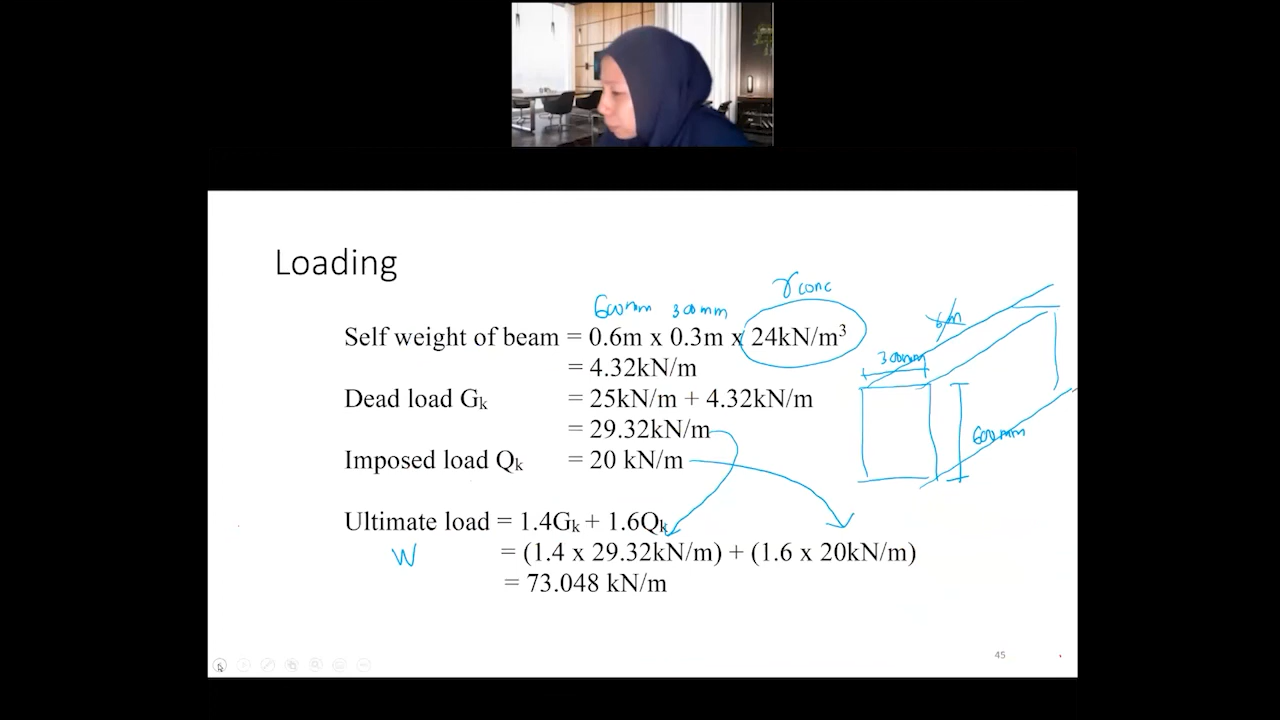 Loading
γconc
600mm 300mm
Self weight of beam = 0.6m x 0.3m x 24kN/m³
= 4.32kN/m
Dead load Gk = 25kN/m + 4.32kN/m
= 29.32kN/m
Imposed load Qk = 20 kN/m
Ultimate load = 1.4Gk + 1.6Qk
W = (1.4 x 29.32kN/m) + (1.6 x 20kN/m)
= 73.048 kN/m
300mm
600mm
45